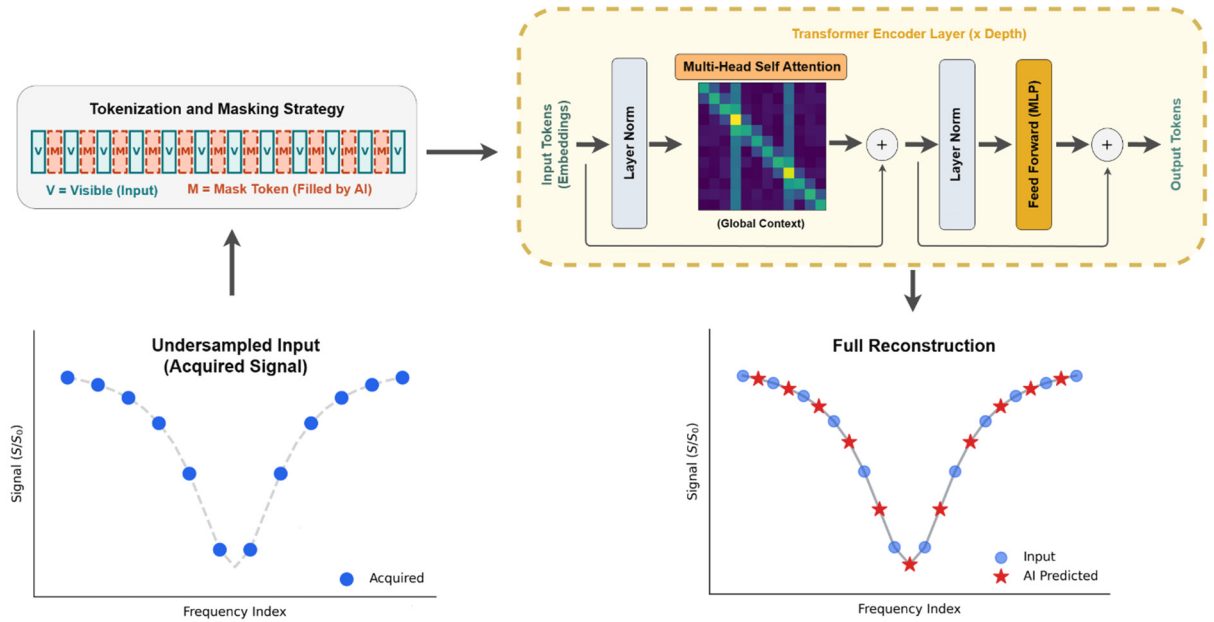 Tokenization and Masking Strategy
V M V M V M V M V M V M V M V M V M V M V M V
V = Visible (Input) M = Mask Token (Filled by AI)
Transformer Encoder Layer (x Depth)
Input Tokens
(Embeddings)
Layer Norm
Multi-Head Self Attention
(Global Context)
+
Layer Norm
Feed Forward (MLP)
+
Output Tokens
Undersampled Input
(Acquired Signal)
Signal (S/S₀)
Acquired
Frequency Index
Full Reconstruction
Signal (S/S₀)
Input
AI Predicted
Frequency Index